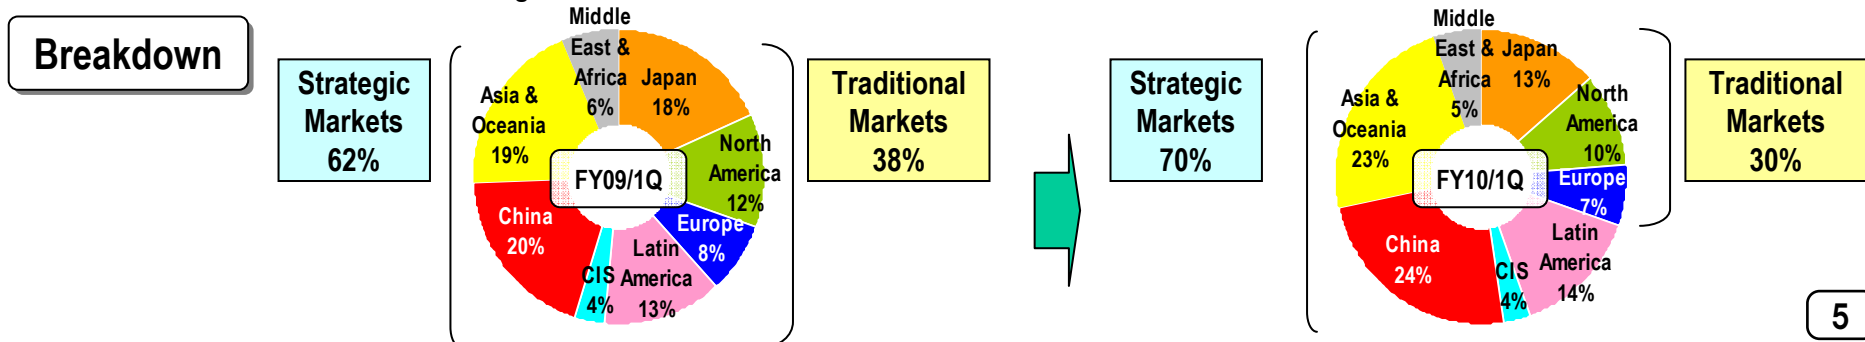 Breakdown
Strategic
Markets
62%
Middle
East &
Africa
6%
Japan
18%
North
America
12%
Europe
8%
Latin
America
13%
CIS
4%
China
20%
Asia &
Oceania
19%
FY09/1Q
Traditional
Markets
38%
Strategic
Markets
70%
Middle
East &
Africa
5%
Japan
13%
North
America
10%
Europe
7%
Latin
America
14%
CIS
4%
China
24%
Asia &
Oceania
23%
FY10/1Q
Traditional
Markets
30%
5